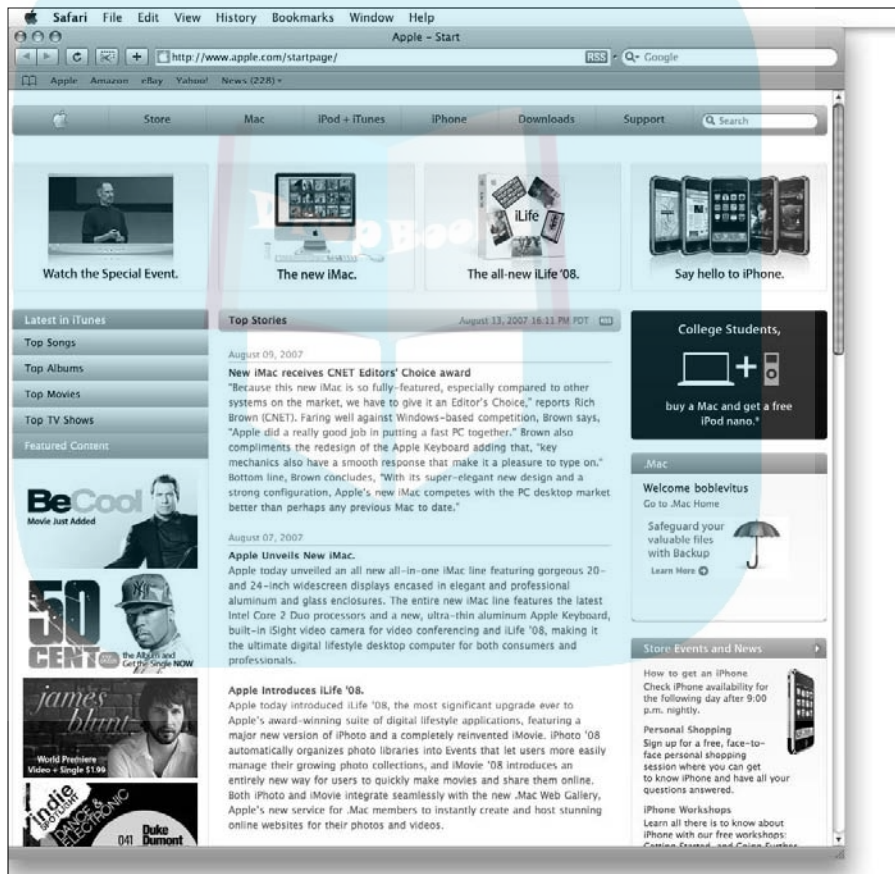 Safari File Edit View History Bookmarks Window Help
Apple – Start
http://www.apple.com/startpage/
RSS
Google
Apple Amazon eBay Yahoo! News (228)
Store Mac iPod + iTunes iPhone Downloads Support Search
Watch the Special Event.
The new iMac.
iLife
The all-new iLife '08.
Say hello to iPhone.
Drop Book
Latest in iTunes
Top Songs
Top Albums
Top Movies
Top TV Shows
Featured Content
BeCool
Movie Just Added
50
CENT
the Album and
Get the Single NOW
james
blunt
World Premiere
Video + Single $1.99
indie
SPOTLIGHT
DANCE &
ELECTRONIC
041 Duke
Dumont
Top Stories August 13, 2007 16:11 PM PDT RSS
August 09, 2007
New iMac receives CNET Editors' Choice award
"Because this new iMac is so fully-featured, especially compared to other
systems on the market, we have to give it an Editor's Choice," reports Rich
Brown (CNET). Faring well against Windows-based competition, Brown says,
"Apple did a really good job in putting a fast PC together." Brown also
compliments the redesign of the Apple Keyboard adding that, "key
mechanics also have a smooth response that make it a pleasure to type on."
Bottom line, Brown concludes, "With its super-elegant new design and a
strong configuration, Apple's new iMac competes with the PC desktop market
better than perhaps any previous Mac to date."
August 07, 2007
Apple Unveils New iMac.
Apple today unveiled an all new all-in-one iMac line featuring gorgeous 20-
and 24-inch widescreen displays encased in elegant and professional
aluminum and glass enclosures. The entire new iMac line features the latest
Intel Core 2 Duo processors and a new, ultra-thin aluminum Apple Keyboard,
built-in iSight video camera for video conferencing and iLife '08, making it
the ultimate digital lifestyle desktop computer for both consumers and
professionals.
Apple Introduces iLife '08.
Apple today introduced iLife '08, the most significant upgrade ever to
Apple's award-winning suite of digital lifestyle applications, featuring a
major new version of iPhoto and a completely reinvented iMovie. iPhoto '08
automatically organizes photo libraries into Events that let users more easily
manage their growing photo collections, and iMovie '08 introduces an
entirely new way for users to quickly make movies and share them online.
Both iPhoto and iMovie integrate seamlessly with the new .Mac Web Gallery,
Apple's new service for .Mac members to instantly create and host stunning
online websites for their photos and videos.
College Students,
buy a Mac and get a free
iPod nano.*
.Mac
Welcome boblevitus
Go to .Mac Home
Safeguard your
valuable files
with Backup
Learn More
Store Events and News
How to get an iPhone
Check iPhone availability for
the following day after 9:00
p.m. nightly.
Personal Shopping
Sign up for a free, face-to-
face personal shopping
session where you can get
to know iPhone and have all your
questions answered.
iPhone Workshops
Learn all there is to know about
iPhone with our free workshops:
Getting Started, and Going Further